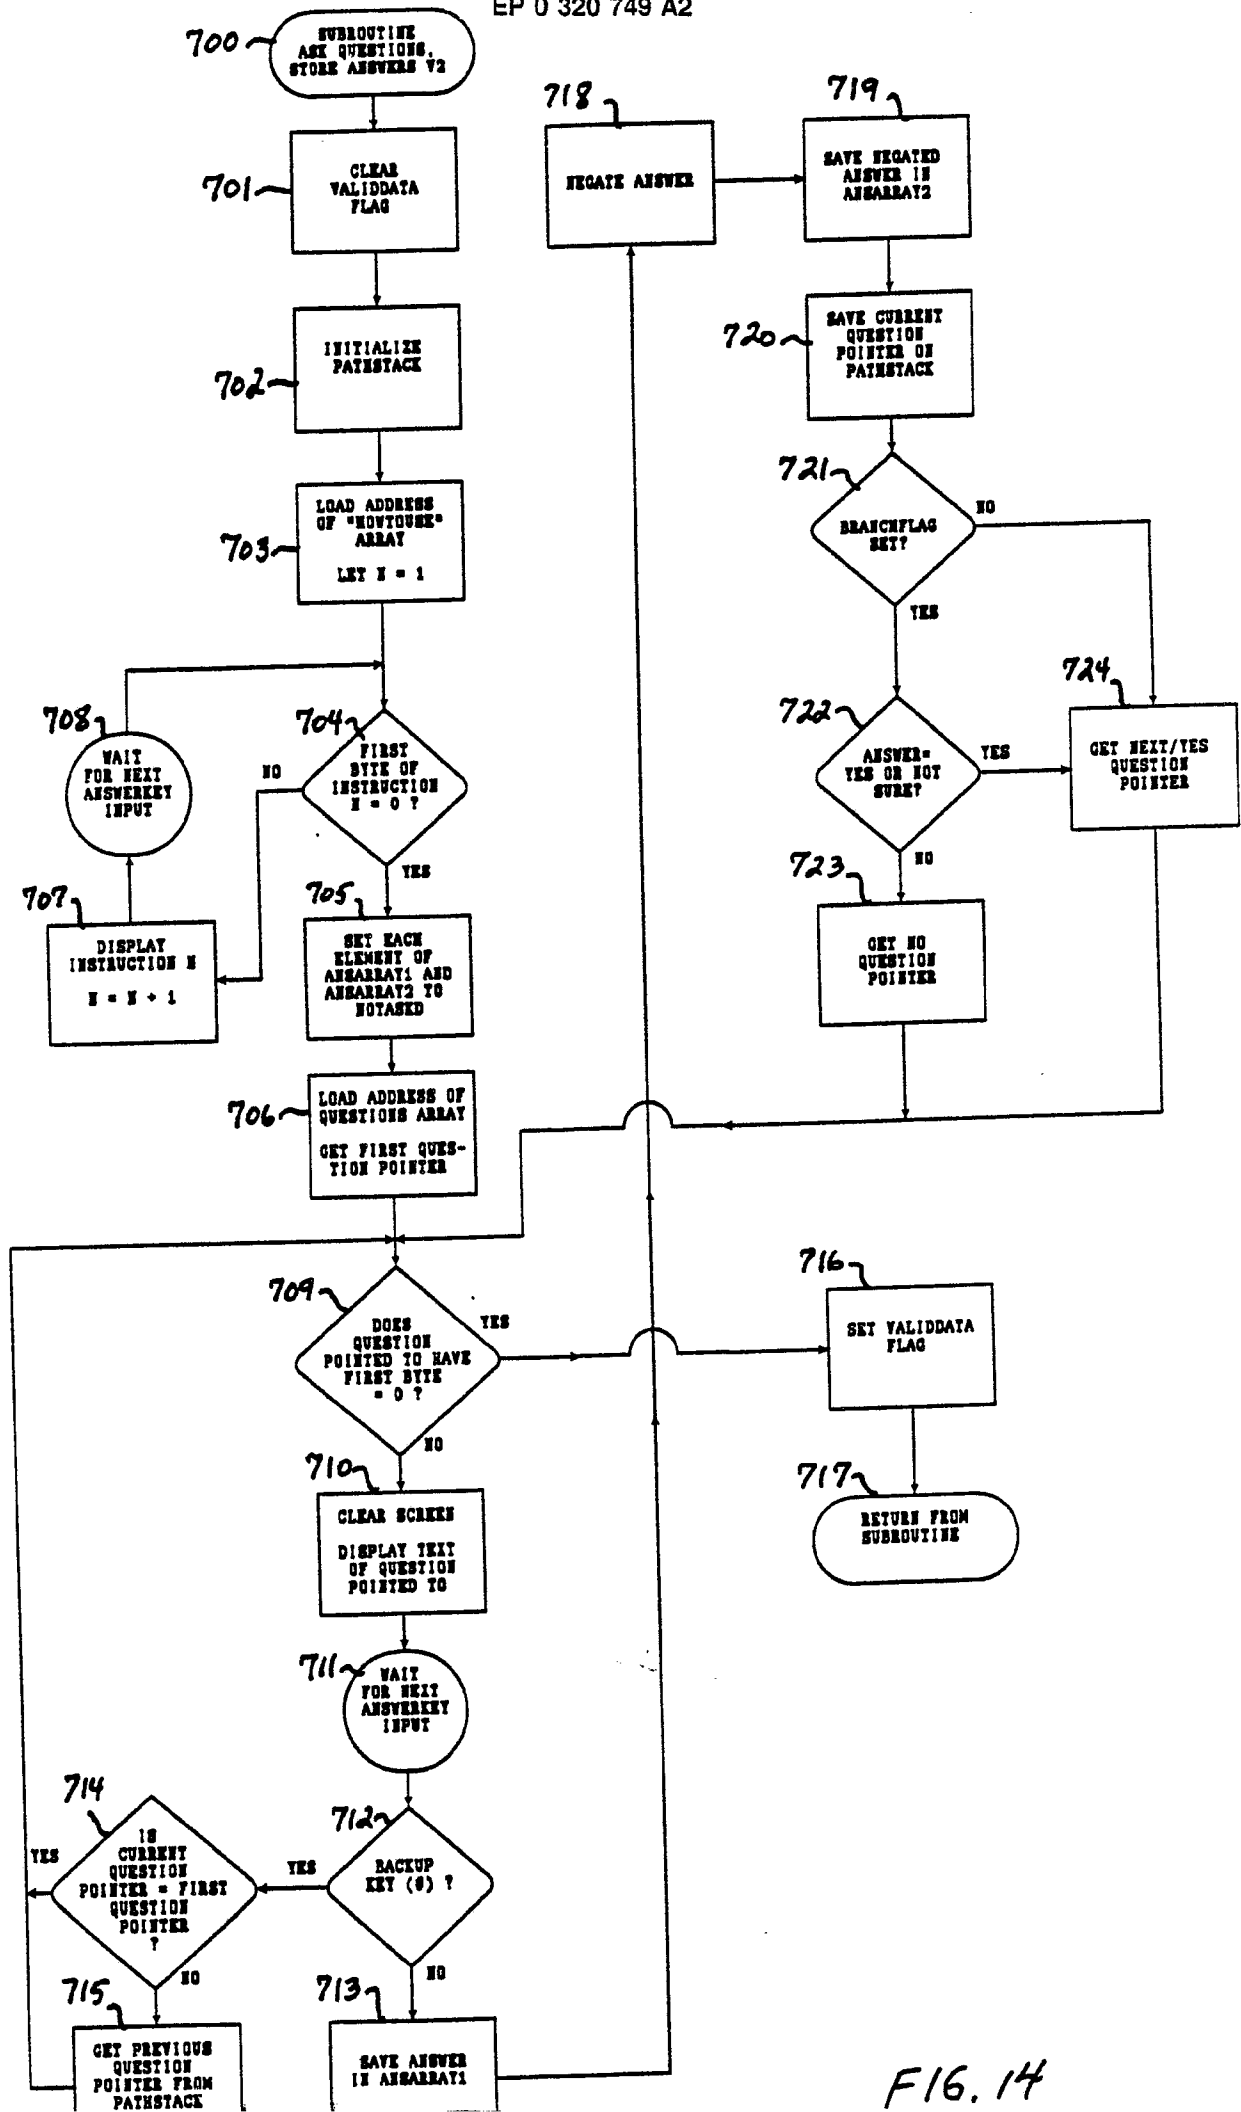 EP 0 320 749 A2
700
SUBROUTINE
ASK QUESTIONS,
STORE ANSWERS V2
701
CLEAR
VALIDDATA
FLAG
702
INITIALIZE
PATHSTACK
703
LOAD ADDRESS
OF "HOWTOUSE"
ARRAY
LET N = 1
704
FIRST
BYTE OF
INSTRUCTION
N = 0 ?
NO
YES
708
WAIT
FOR NEXT
ANSWERKEY
INPUT
707
DISPLAY
INSTRUCTION N
N = N + 1
705
SET EACH
ELEMENT OF
ANSARRAY1 AND
ANSARRAY2 TO
NOTASKED
706
LOAD ADDRESS OF
QUESTIONS ARRAY
GET FIRST QUES-
TION POINTER
709
DOES
QUESTION
POINTED TO HAVE
FIRST BYTE
= 0 ?
YES
NO
710
CLEAR SCREEN
DISPLAY TEXT
OF QUESTION
POINTED TO
711
WAIT
FOR NEXT
ANSWERKEY
INPUT
712
BACKUP
KEY (#) ?
YES
NO
714
IS
CURRENT
QUESTION
POINTER = FIRST
QUESTION
POINTER
?
YES
NO
715
GET PREVIOUS
QUESTION
POINTER FROM
PATHSTACK
713
SAVE ANSWER
IN ANSARRAY1
718
NEGATE ANSWER
719
SAVE NEGATED
ANSWER IN
ANSARRAY2
720
SAVE CURRENT
QUESTION
POINTER ON
PATHSTACK
721
BRANCHFLAG
SET?
NO
YES
722
ANSWER=
YES OR NOT
SURE?
YES
NO
724
GET NEXT/YES
QUESTION
POINTER
723
GET NO
QUESTION
POINTER
716
SET VALIDDATA
FLAG
717
RETURN FROM
SUBROUTINE
FIG. 14